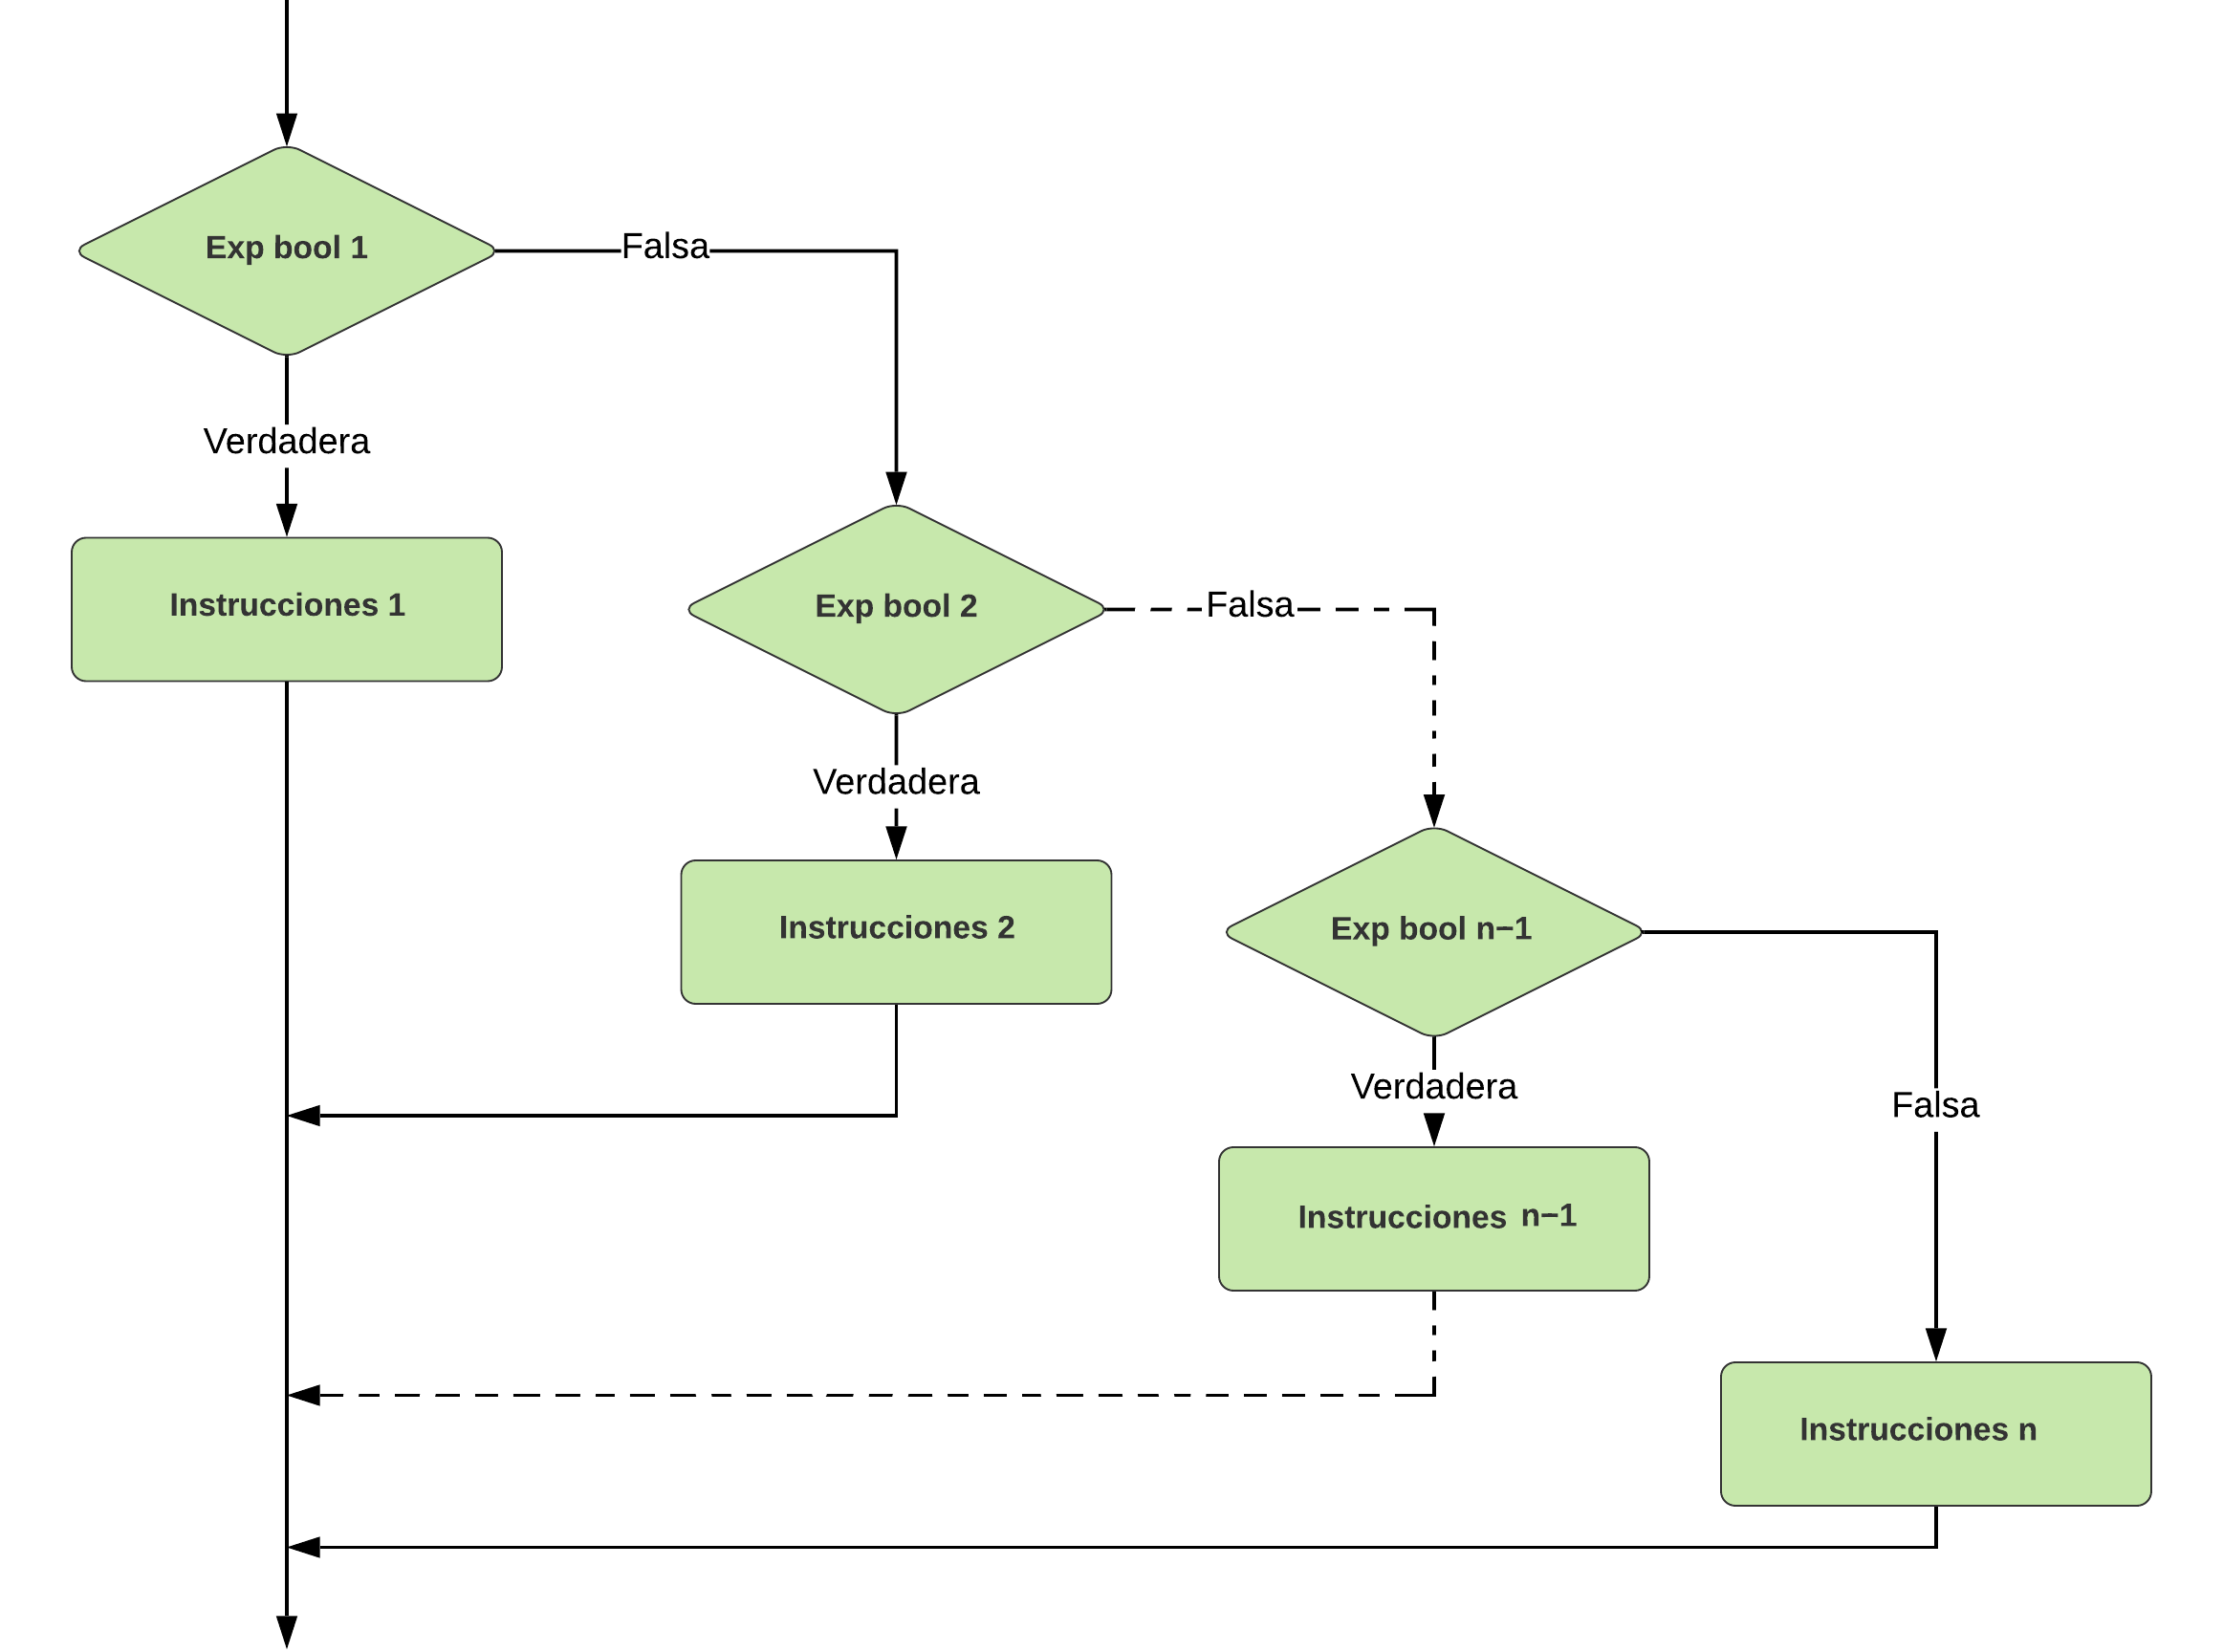 Exp bool 1
Falsa
Verdadera
Instrucciones 1
Exp bool 2
Falsa
Verdadera
Instrucciones 2
Exp bool n−1
Verdadera
Falsa
Instrucciones n−1
Instrucciones n